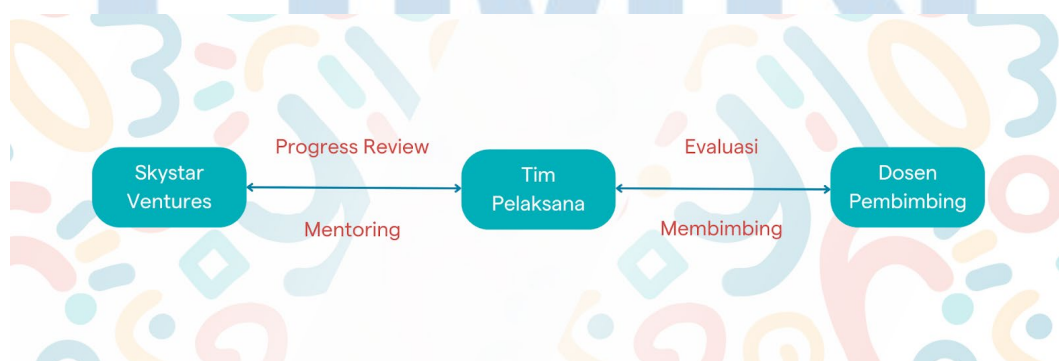 Progress Review
Evaluasi
Skystar
Ventures
Tim
Pelaksana
Dosen
Pembimbing
Mentoring
Membimbing